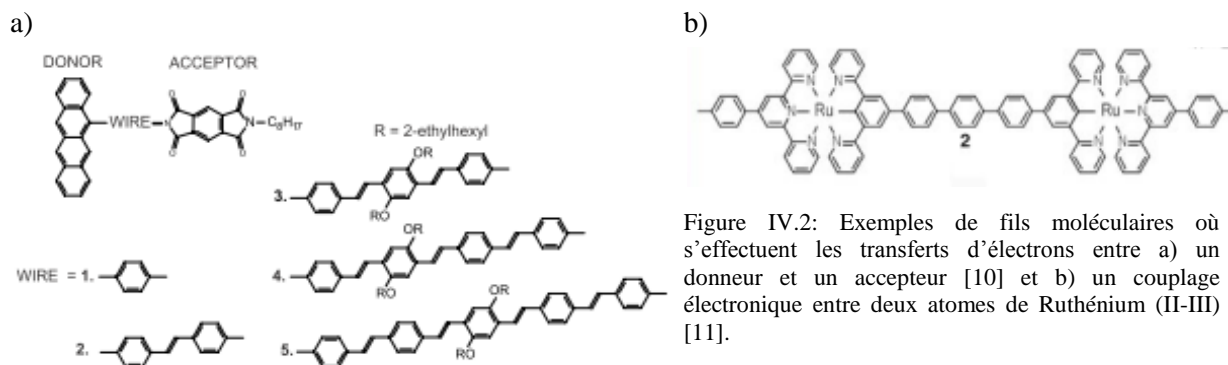 a)
DONOR
ACCEPTOR
WIRE
N
N-C₈H₁₇
O
O
O
O
R = 2-ethylhexyl
OR
3.
RO
OR
4.
RO
WIRE = 1.
2.
OR
5.
RO
b)
N
N
N
N
N
Ru
Ru
N
2
N
N
N
N
Figure IV.2: Exemples de fils moléculaires où
s’effectuent les transferts d’électrons entre a) un
donneur et un accepteur [10] et b) un couplage
électronique entre deux atomes de Ruthénium (II-III)
[11].